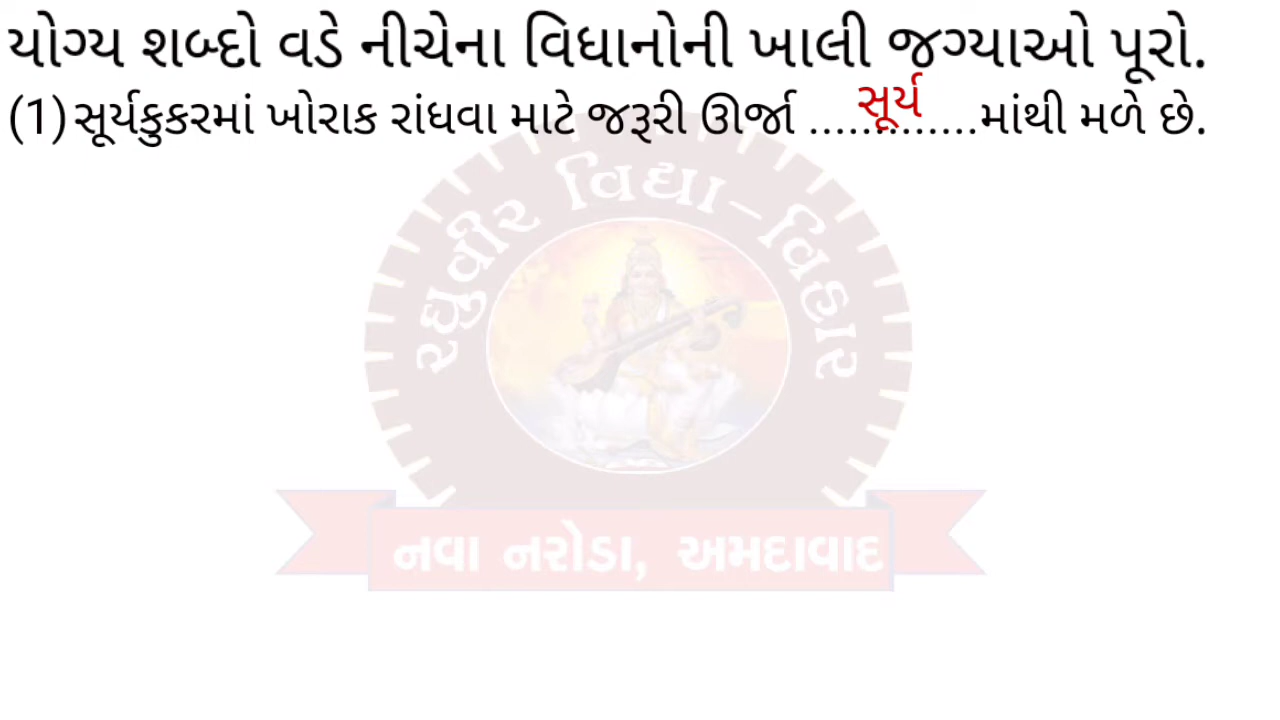 યોગ્ય શબ્દો વડે નીચેના વિધાનોની ખાલી જગ્યાઓ પૂરો.
(1) સૂર્યકુકરમાં ખોરાક રાંધવા માટે જરૂરી ઊર્જા .............માંથી મળે છે.
સૂર્ય
રઘુવીર વિદ્યા-વિહાર
નવા નરોડા, અમદાવાદ